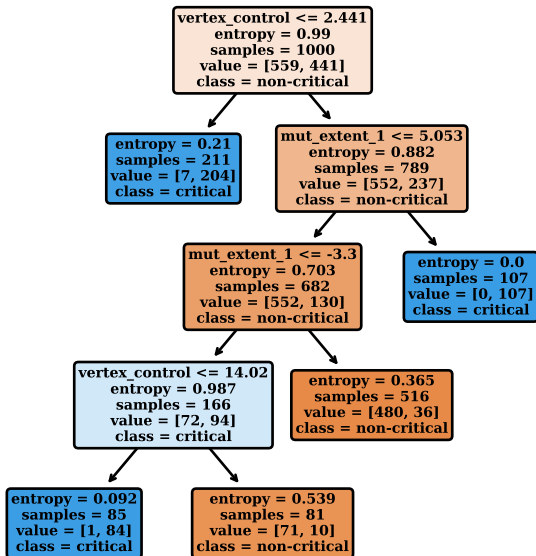 vertex_control <= 2.441
entropy = 0.99
samples = 1000
value = [559, 441]
class = non-critical
entropy = 0.21
samples = 211
value = [7, 204]
class = critical
mut_extent_1 <= 5.053
entropy = 0.882
samples = 789
value = [552, 237]
class = non-critical
mut_extent_1 <= -3.3
entropy = 0.703
samples = 682
value = [552, 130]
class = non-critical
entropy = 0.0
samples = 107
value = [0, 107]
class = critical
vertex_control <= 14.02
entropy = 0.987
samples = 166
value = [72, 94]
class = critical
entropy = 0.365
samples = 516
value = [480, 36]
class = non-critical
entropy = 0.092
samples = 85
value = [1, 84]
class = critical
entropy = 0.539
samples = 81
value = [71, 10]
class = non-critical